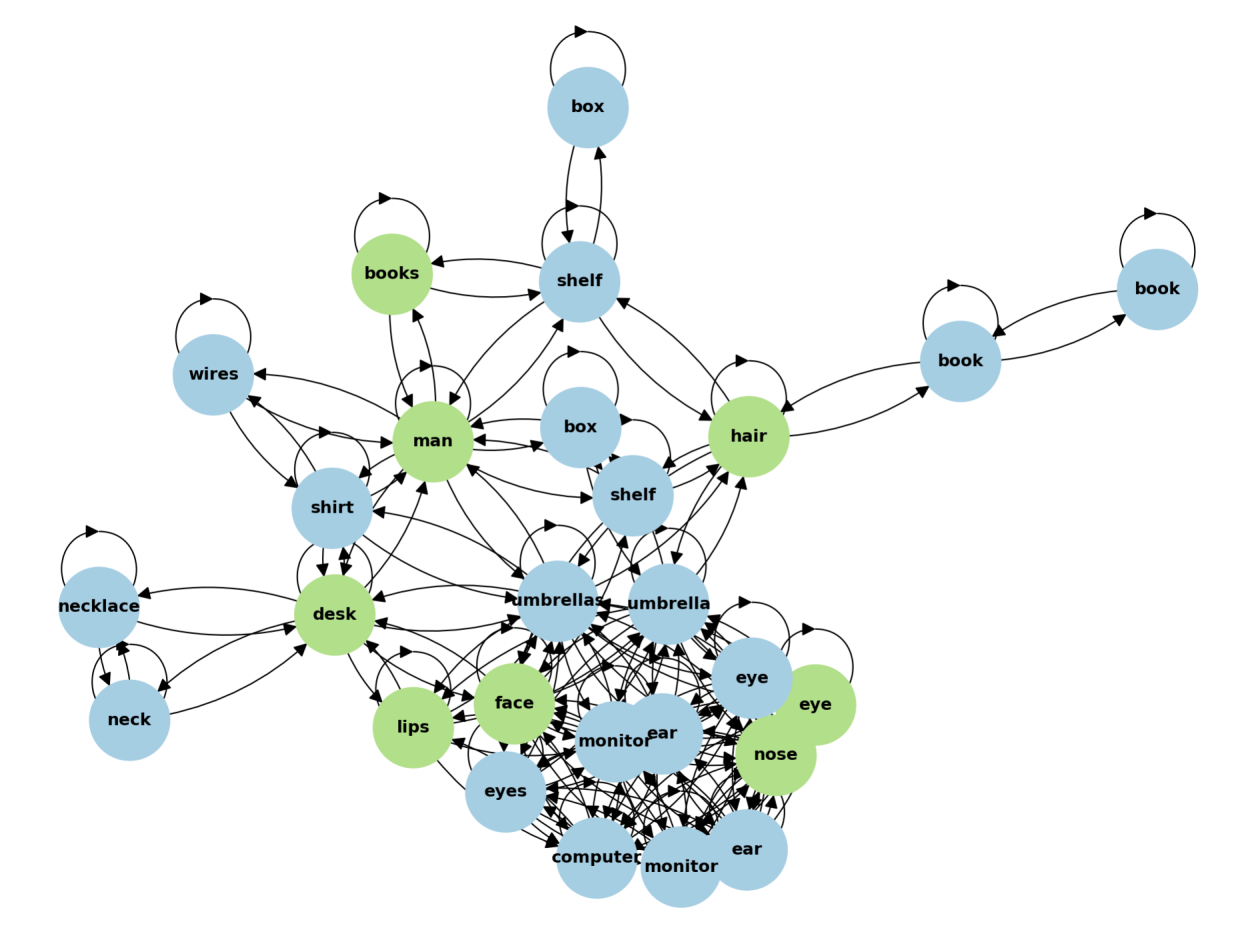 box
books
shelf
book
book
wires
man
box
hair
shelf
shirt
umbrellas
umbrella
necklace
desk
eye
eye
neck
lips
face
monitor
ear
nose
eyes
computer
monitor
ear